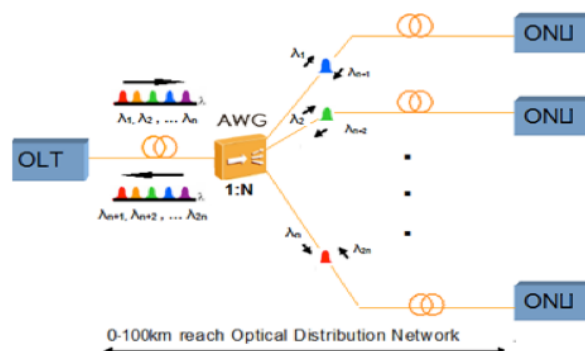 λ1
λn+1
ONU
λ
λ1, λ2 , ... λn
AWG
λ2
λn+2
ONU
OLT
1:N
λ
λn+1, λn+2 , ... λ2n
λn
λ2n
ONU
0-100km reach Optical Distribution Network